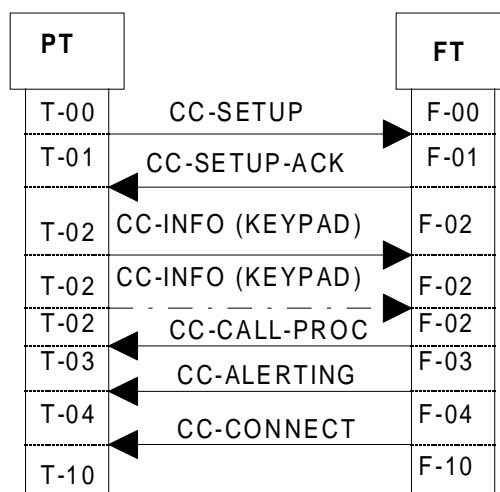 PT FT
T-00 CC-SETUP F-00
T-01 CC-SETUP-ACK F-01
T-02 CC-INFO (KEYPAD) F-02
T-02 CC-INFO (KEYPAD) F-02
T-02 CC-CALL-PROC F-02
T-03 CC-ALERTING F-03
T-04 CC-CONNECT F-04
T-10 F-10